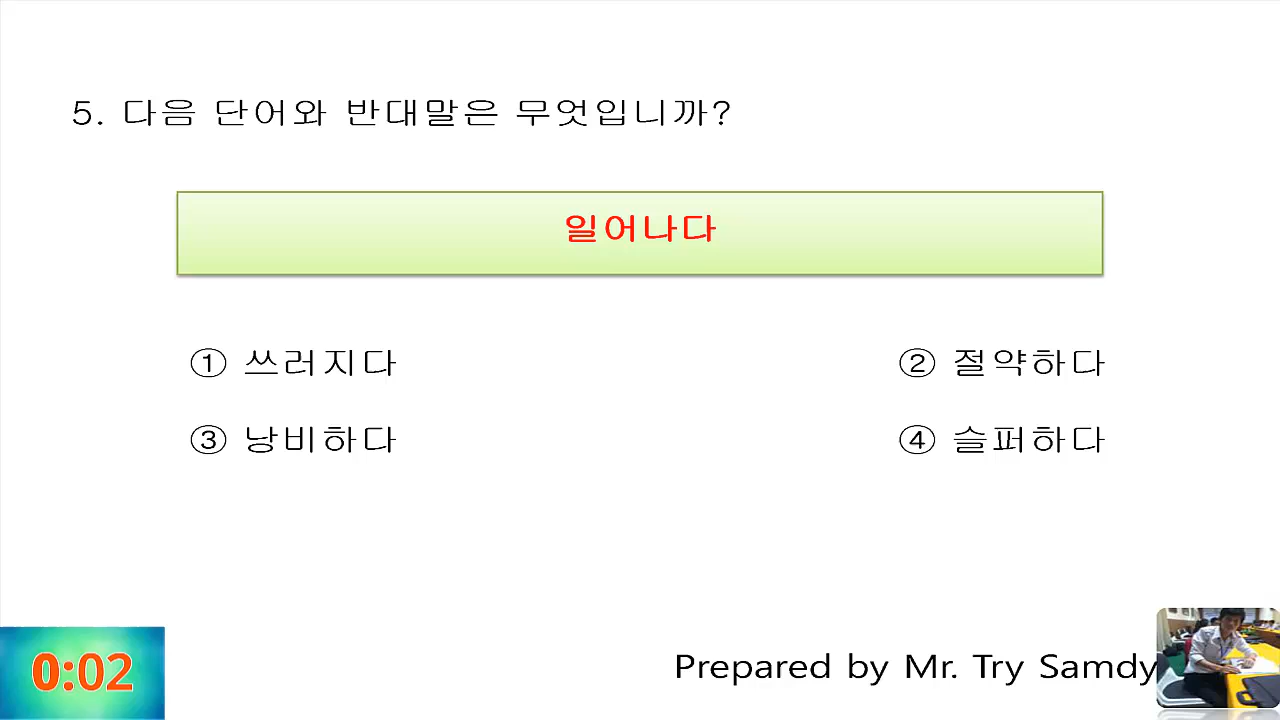 5. 다음 단어와 반대말은 무엇입니까?
일어나다
① 쓰러지다
② 절약하다
③ 낭비하다
④ 슬퍼하다
0:02
Prepared by Mr. Try Samdy